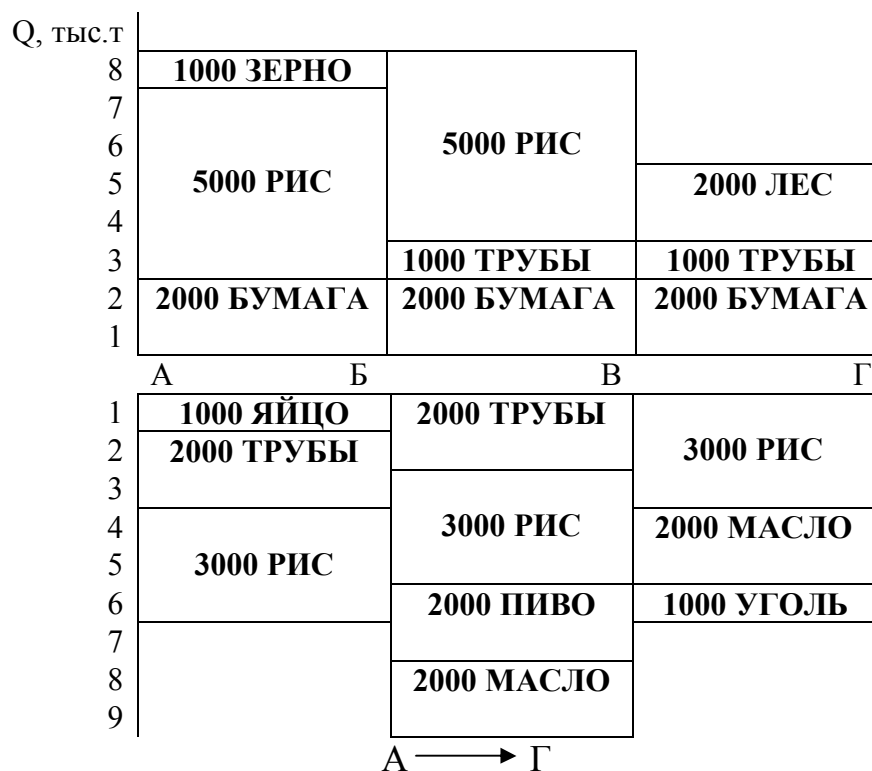 Q, тыс.т
8 1000 ЗЕРНО
7
6 5000 РИС
5 5000 РИС 2000 ЛЕС
4
3 1000 ТРУБЫ 1000 ТРУБЫ
2 2000 БУМАГА 2000 БУМАГА 2000 БУМАГА
1
А Б В Г
1 1000 ЯЙЦО 2000 ТРУБЫ
2 2000 ТРУБЫ 3000 РИС
3
4 3000 РИС 2000 МАСЛО
5 3000 РИС
6 2000 ПИВО 1000 УГОЛЬ
7
8 2000 МАСЛО
9
А Г